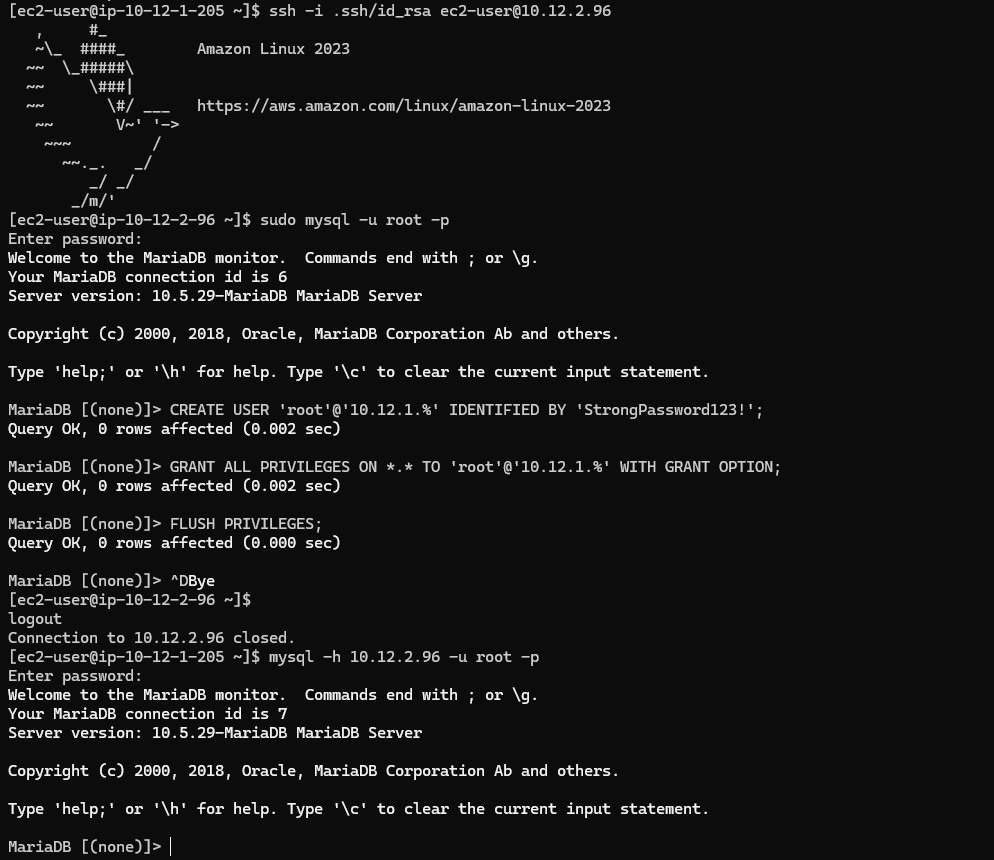 [ec2-user@ip-10-12-1-205 ~]$ ssh -i .ssh/id_rsa ec2-user@10.12.2.96
   ,     #_
   ~\_  ####_        Amazon Linux 2023
  ~~  \_#####\
  ~~     \###|
  ~~       \#/ ___   https://aws.amazon.com/linux/amazon-linux-2023
   ~~       V~' '->
    ~~~         /
      ~~._.   _/
         _/ _/
       _/m/'
[ec2-user@ip-10-12-2-96 ~]$ sudo mysql -u root -p
Enter password:
Welcome to the MariaDB monitor.  Commands end with ; or \g.
Your MariaDB connection id is 6
Server version: 10.5.29-MariaDB MariaDB Server

Copyright (c) 2000, 2018, Oracle, MariaDB Corporation Ab and others.

Type 'help;' or '\h' for help. Type '\c' to clear the current input statement.

MariaDB [(none)]> CREATE USER 'root'@'10.12.1.%' IDENTIFIED BY 'StrongPassword123!';
Query OK, 0 rows affected (0.002 sec)

MariaDB [(none)]> GRANT ALL PRIVILEGES ON *.* TO 'root'@'10.12.1.%' WITH GRANT OPTION;
Query OK, 0 rows affected (0.002 sec)

MariaDB [(none)]> FLUSH PRIVILEGES;
Query OK, 0 rows affected (0.000 sec)

MariaDB [(none)]> ^DBye
[ec2-user@ip-10-12-2-96 ~]$
logout
Connection to 10.12.2.96 closed.
[ec2-user@ip-10-12-1-205 ~]$ mysql -h 10.12.2.96 -u root -p
Enter password:
Welcome to the MariaDB monitor.  Commands end with ; or \g.
Your MariaDB connection id is 7
Server version: 10.5.29-MariaDB MariaDB Server

Copyright (c) 2000, 2018, Oracle, MariaDB Corporation Ab and others.

Type 'help;' or '\h' for help. Type '\c' to clear the current input statement.

MariaDB [(none)]>